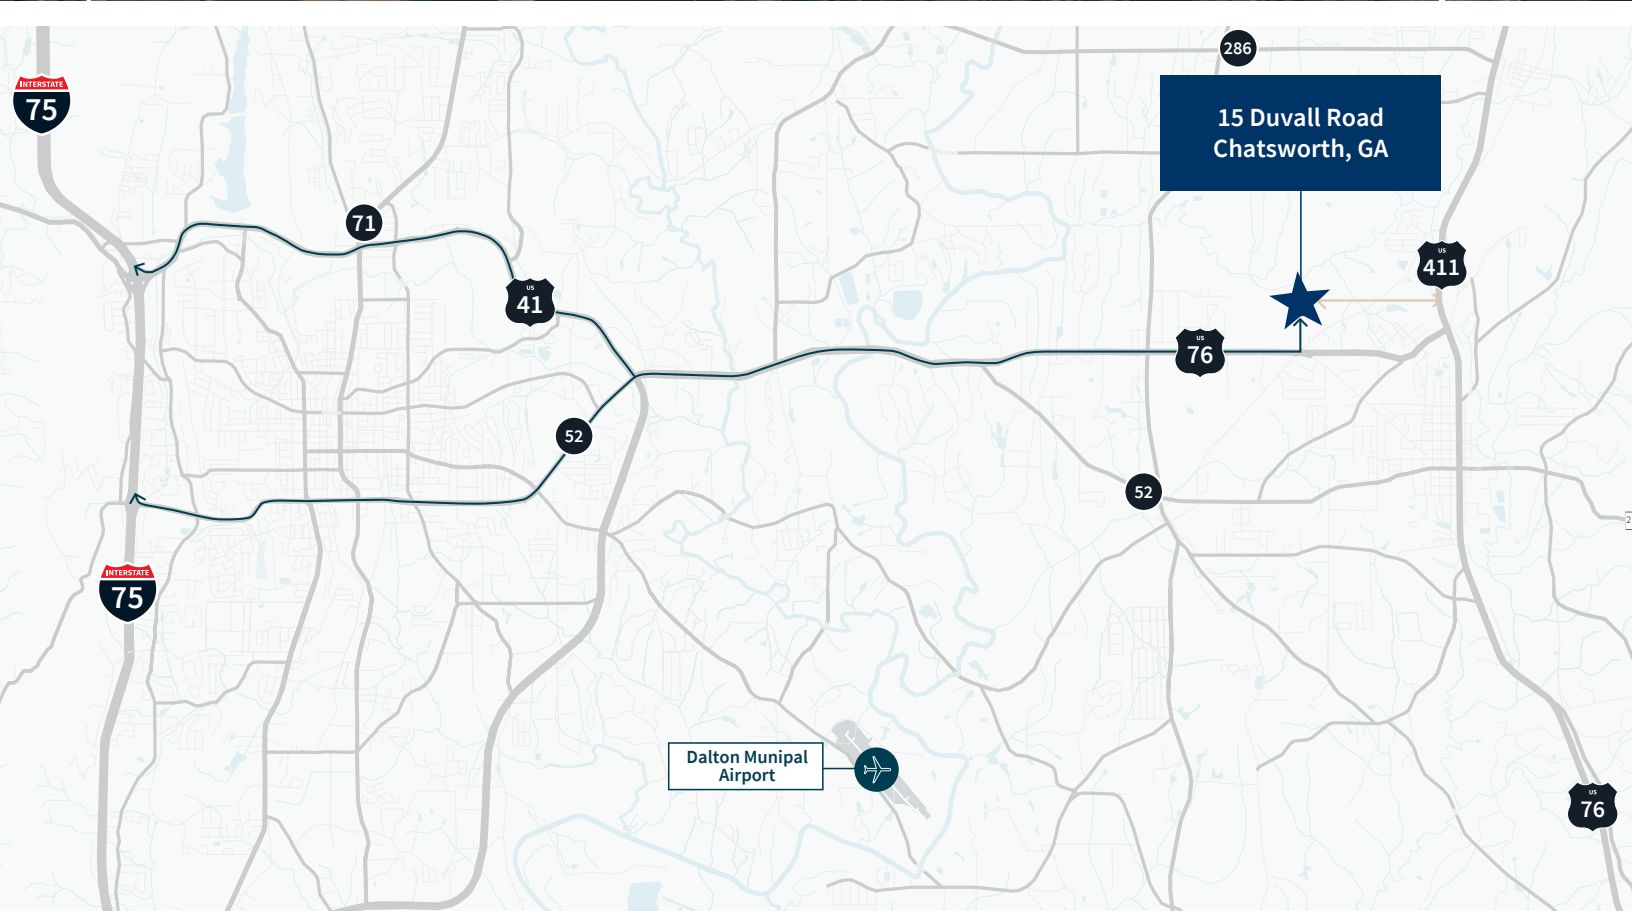 286
INTERSTATE
75
15 Duvall Road
Chatsworth, GA
71
US
411
US
41
US
76
52
52
2
INTERSTATE
75
Dalton Munipal
Airport
US
76